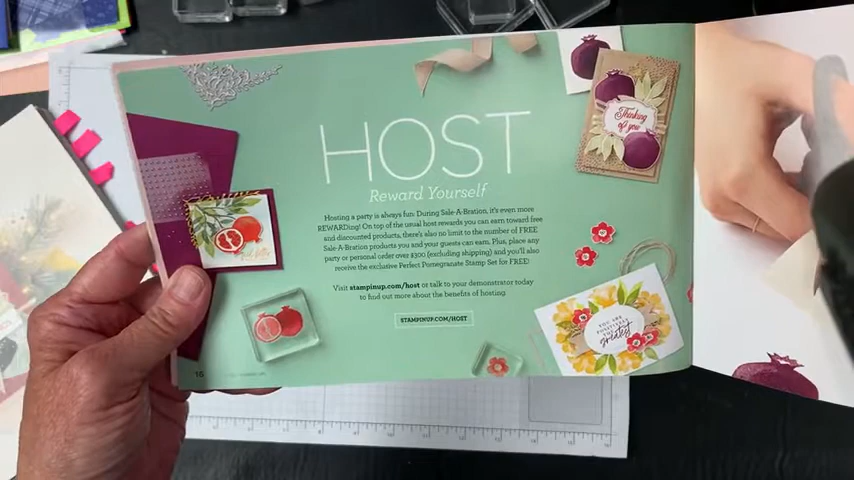 HOST
Reward Yourself
Hosting a party is always fun. During Sale-A-Bration, it's even more
REWARDing! On top of the usual host rewards you can earn toward free
and discounted products, there's also no limit to the number of FREE
Sale-A-Bration products you and your guests can earn. Plus, place any
party or personal order over $300 (excluding shipping) and you'll also
receive the exclusive Perfect Pomegranate Stamp Set for FREE!
Visit stampinup.com/host or talk to your demonstrator today
to find out more about the benefits of hosting.
STAMPINUP.COM/HOST
Thinking
of you
YOU ARE
POSITIVELY
THE
greatest
16